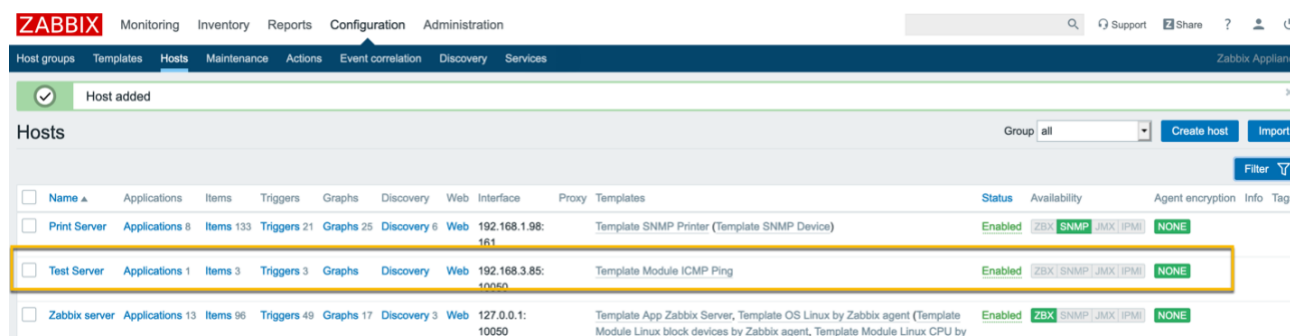 ZABBIX Monitoring Inventory Reports Configuration Administration Support Z Share ?
Host groups Templates Hosts Maintenance Actions Event correlation Discovery Services Zabbix Applian
Host added
Hosts Group all Create host Import
Filter
Name Applications Items Triggers Graphs Discovery Web Interface Proxy Templates Status Availability Agent encryption Info Tag
Print Server Applications 8 Items 133 Triggers 21 Graphs 25 Discovery 6 Web 192.168.1.98: Template SNMP Printer (Template SNMP Device) Enabled ZBX SNMP JMX IPMI NONE
161
Test Server Applications 1 Items 3 Triggers 3 Graphs Discovery Web 192.168.3.85: Template Module ICMP Ping Enabled ZBX SNMP JMX IPMI NONE
10050
Zabbix server Applications 13 Items 96 Triggers 49 Graphs 17 Discovery 3 Web 127.0.0.1: Template App Zabbix Server, Template OS Linux by Zabbix agent (Template Enabled ZBX SNMP JMX IPMI NONE
10050 Module Linux block devices by Zabbix agent, Template Module Linux CPU by